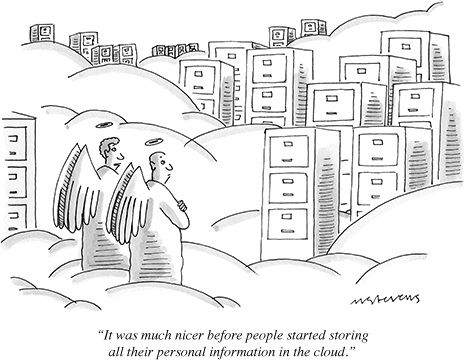 mstevens
“It was much nicer before people started storing
all their personal information in the cloud.”